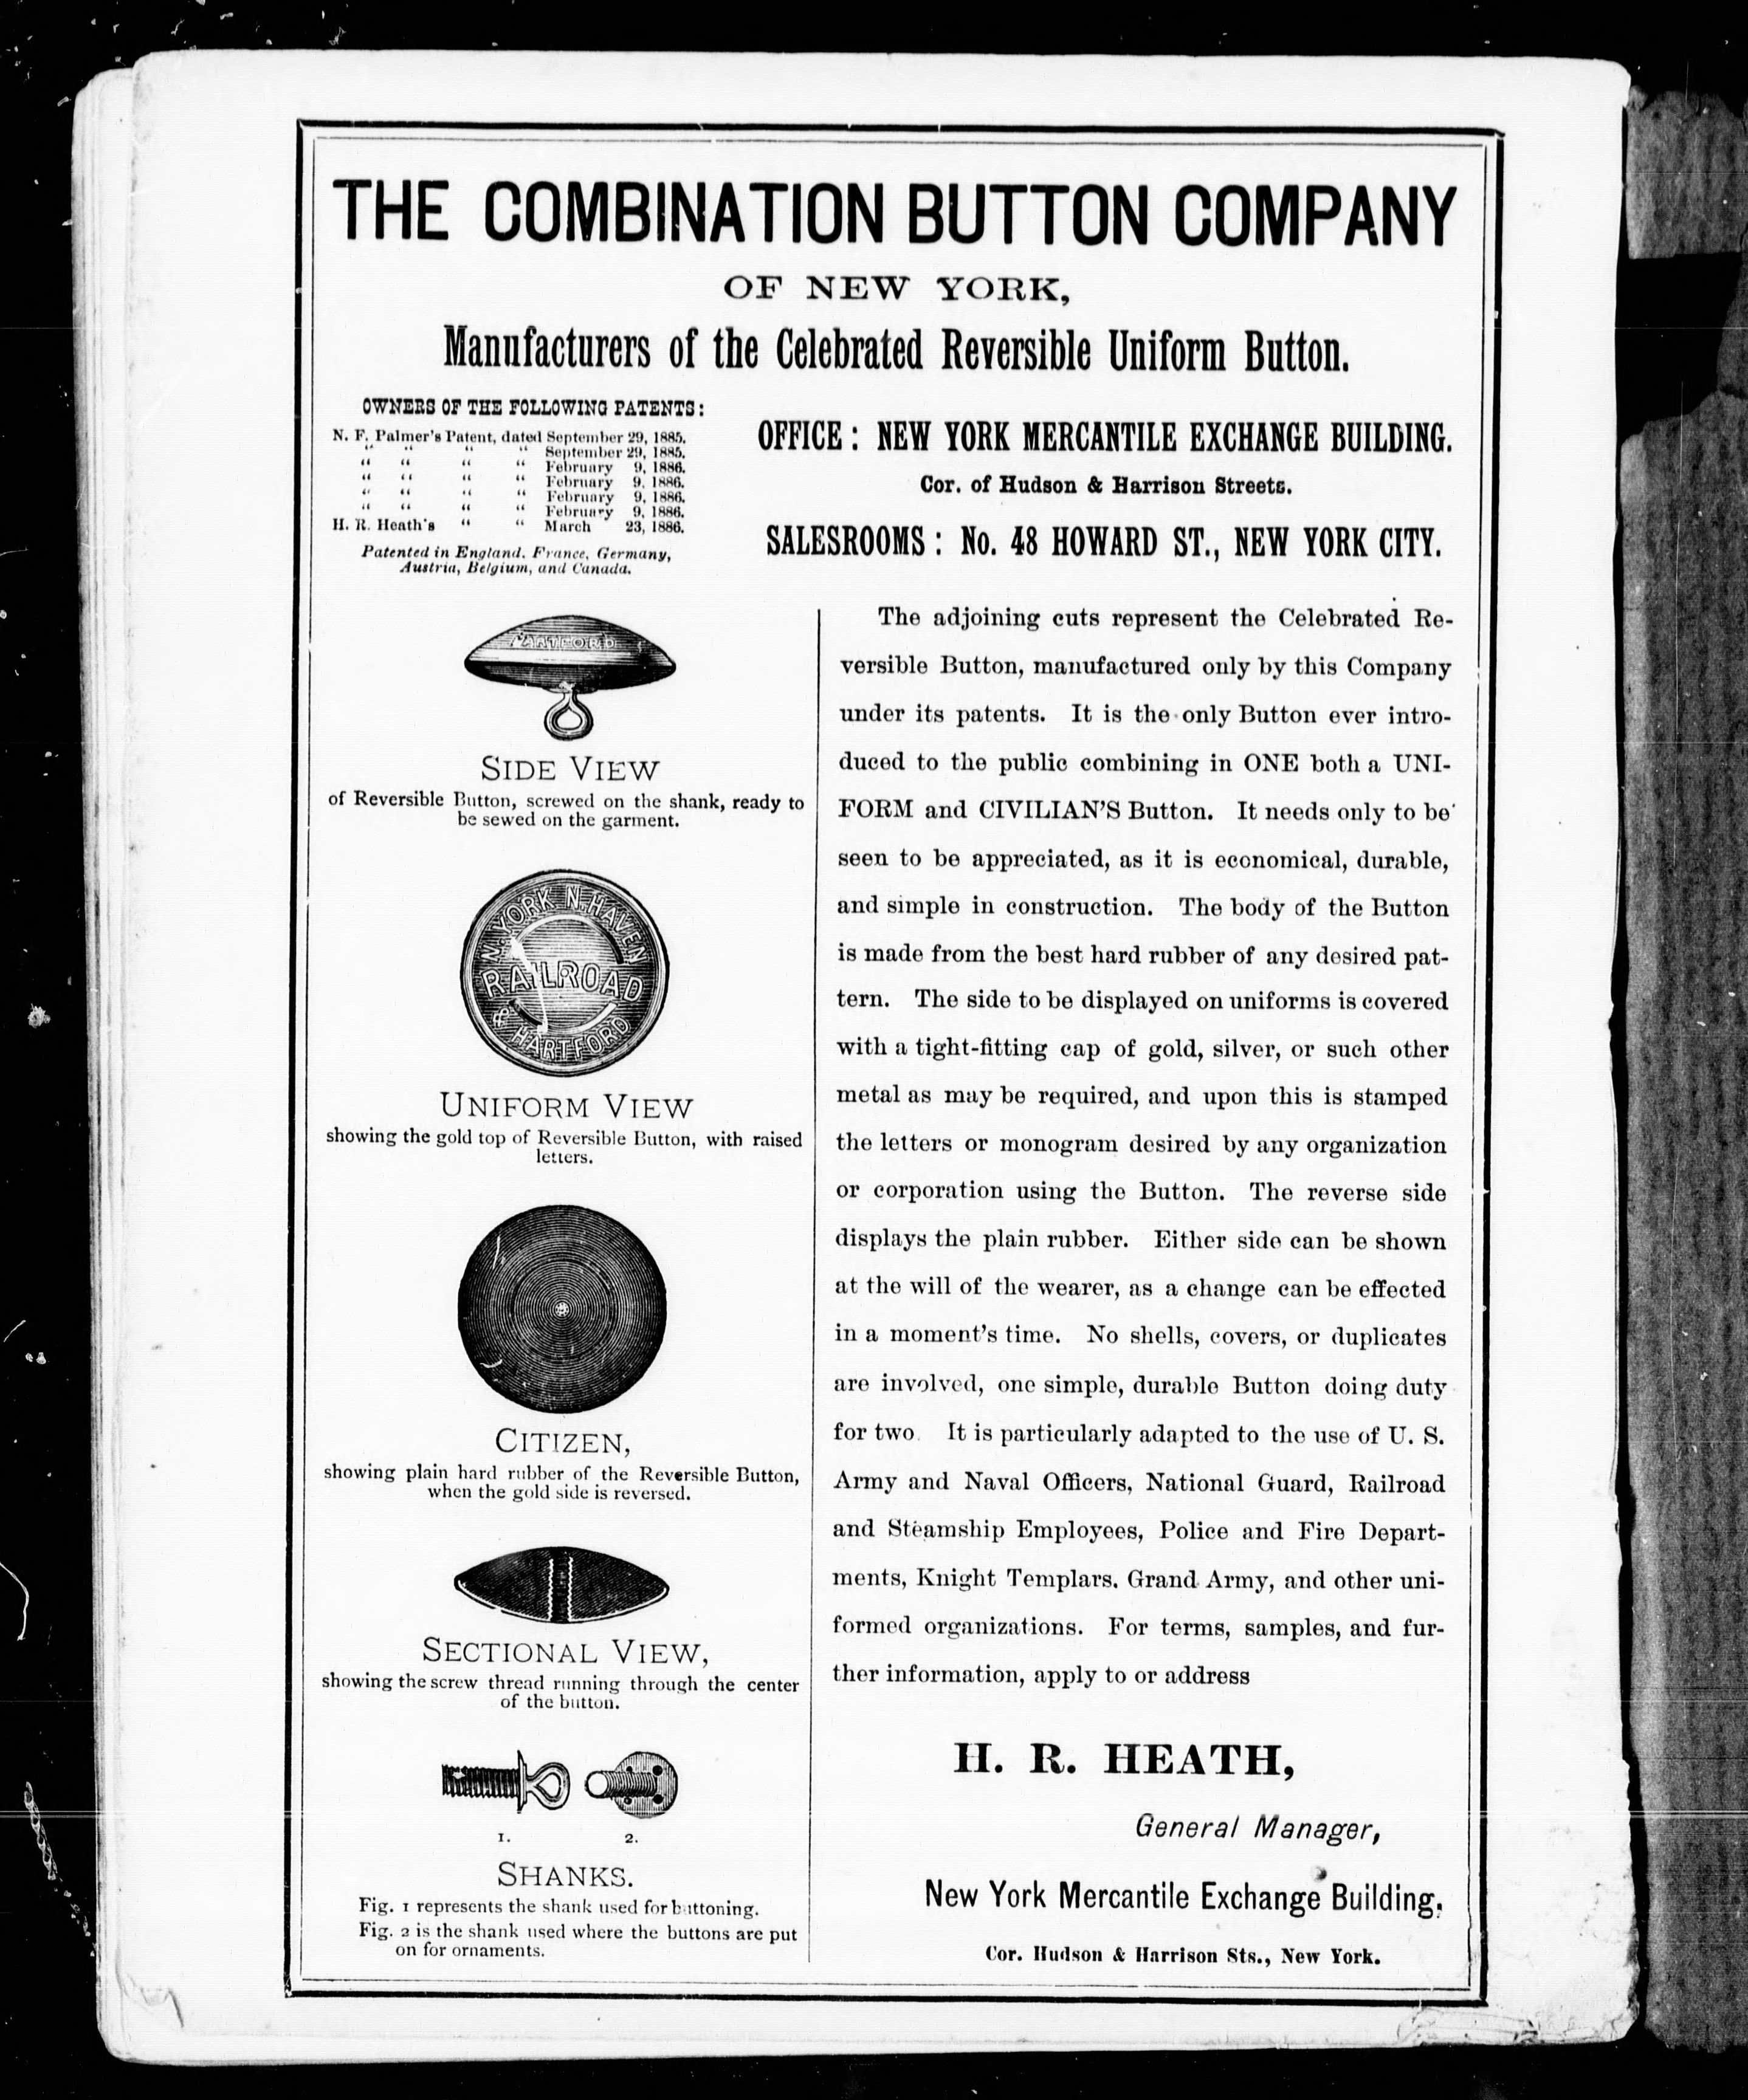 THE COMBINATION BUTTON COMPANY
OF NEW YORK,
Manufacturers of the Celebrated Reversible Uniform Button.
OWNERS OF THE FOLLOWING PATENTS:
N. F. Palmer's Patent, dated September 29, 1885.
" " " " September 29, 1885.
" " " " February 9, 1886.
" " " " February 9, 1886.
" " " " February 9, 1886.
" " " " February 9, 1886.
H. R. Heath's " " March 23, 1886.
Patented in England, France, Germany,
Austria, Belgium, and Canada.
OFFICE: NEW YORK MERCANTILE EXCHANGE BUILDING.
Cor. of Hudson & Harrison Streets.
SALESROOMS: No. 48 HOWARD ST., NEW YORK CITY.
HARTFORD
SIDE VIEW
of Reversible Button, screwed on the shank, ready to
be sewed on the garment.
N. YORK N. HAVEN
RAILROAD
& HARTFORD
UNIFORM VIEW
showing the gold top of Reversible Button, with raised
letters.
CITIZEN,
showing plain hard rubber of the Reversible Button,
when the gold side is reversed.
SECTIONAL VIEW,
showing the screw thread running through the center
of the button.
1. 2.
SHANKS.
Fig. 1 represents the shank used for buttoning.
Fig. 2 is the shank used where the buttons are put
on for ornaments.
The adjoining cuts represent the Celebrated Re-
versible Button, manufactured only by this Company
under its patents. It is the only Button ever intro-
duced to the public combining in ONE both a UNI-
FORM and CIVILIAN'S Button. It needs only to be
seen to be appreciated, as it is economical, durable,
and simple in construction. The body of the Button
is made from the best hard rubber of any desired pat-
tern. The side to be displayed on uniforms is covered
with a tight-fitting cap of gold, silver, or such other
metal as may be required, and upon this is stamped
the letters or monogram desired by any organization
or corporation using the Button. The reverse side
displays the plain rubber. Either side can be shown
at the will of the wearer, as a change can be effected
in a moment's time. No shells, covers, or duplicates
are involved, one simple, durable Button doing duty
for two. It is particularly adapted to the use of U. S.
Army and Naval Officers, National Guard, Railroad
and Steamship Employees, Police and Fire Depart-
ments, Knight Templars, Grand Army, and other uni-
formed organizations. For terms, samples, and fur-
ther information, apply to or address
H. R. HEATH,
General Manager,
New York Mercantile Exchange Building,
Cor. Hudson & Harrison Sts., New York.